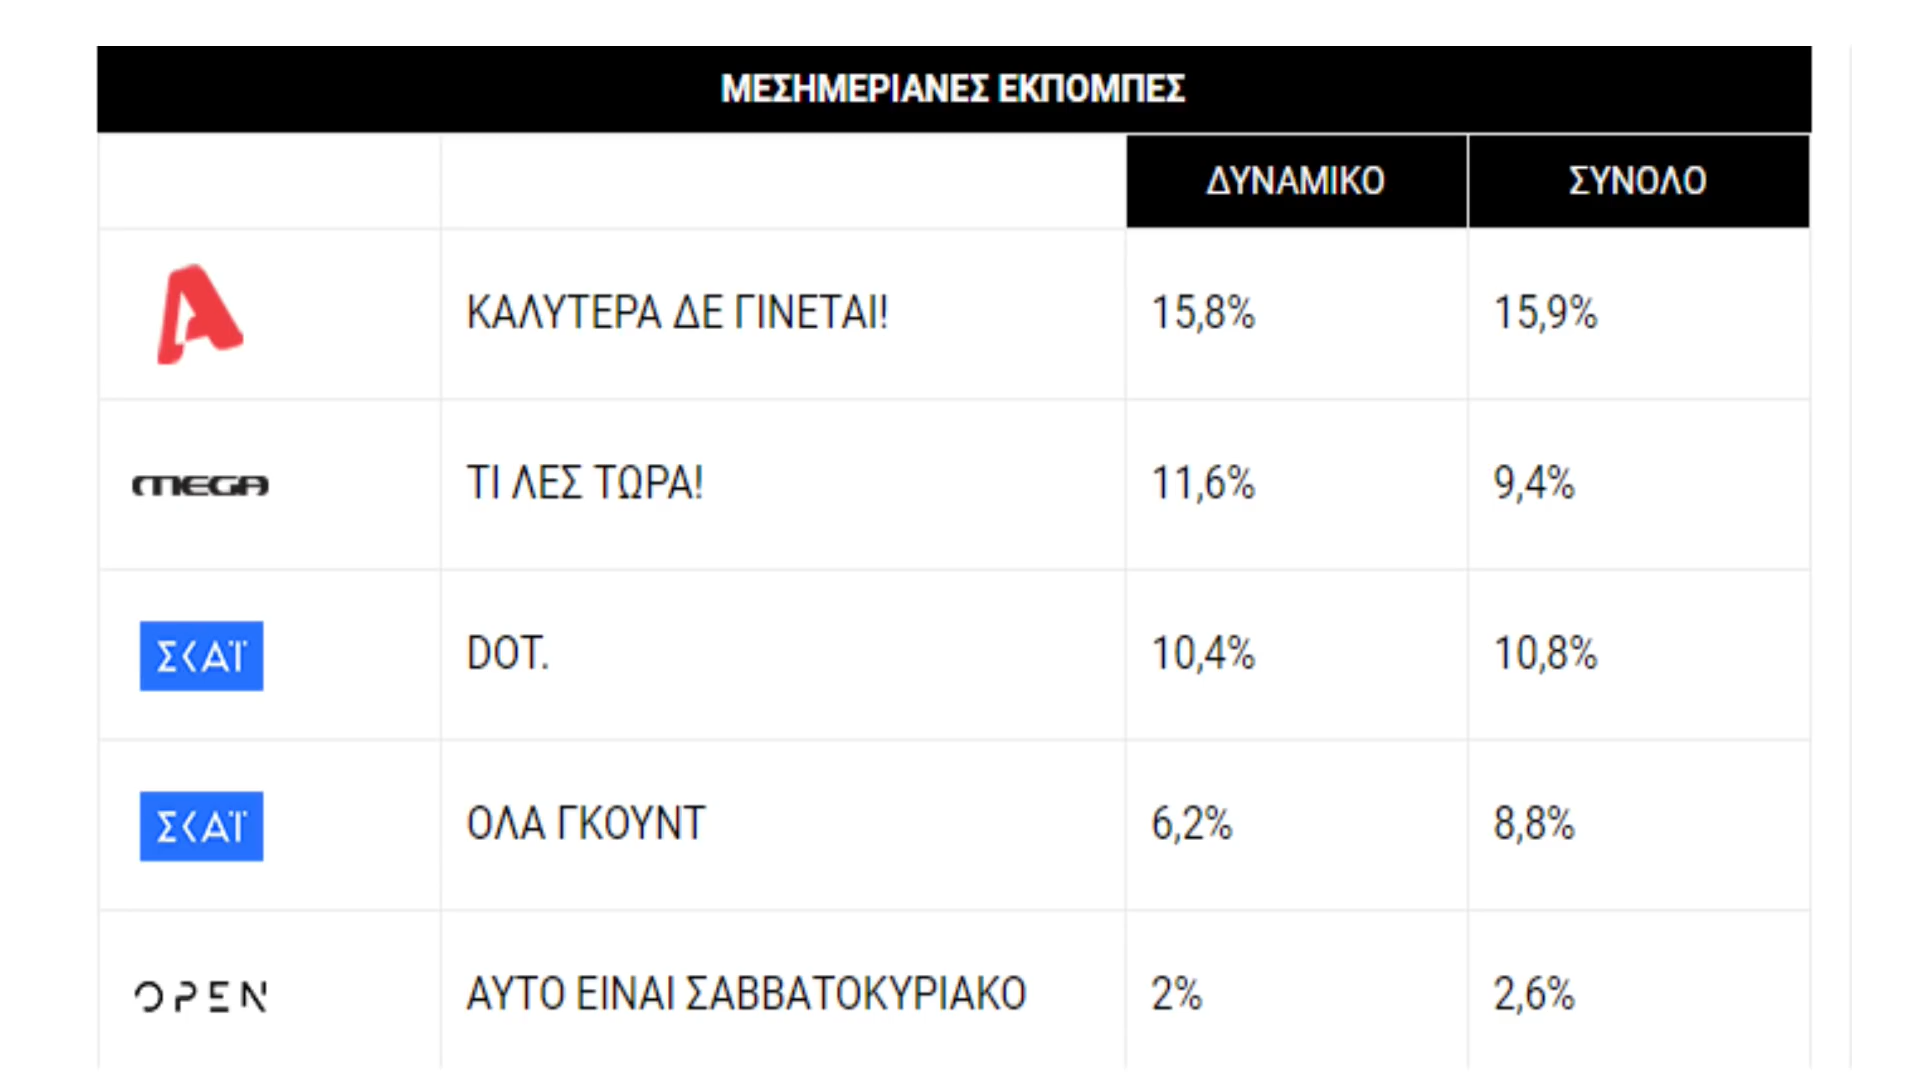 ΜΕΣΗΜΕΡΙΑΝΕΣ ΕΚΠΟΜΠΕΣ
ΔΥΝΑΜΙΚΟ ΣΥΝΟΛΟ
ΚΑΛΥΤΕΡΑ ΔΕ ΓΙΝΕΤΑΙ! 15,8% 15,9%
MEGA ΤΙ ΛΕΣ ΤΩΡΑ! 11,6% 9,4%
ΣΚΑΪ DOT. 10,4% 10,8%
ΣΚΑΪ ΟΛΑ ΓΚΟΥΝΤ 6,2% 8,8%
OPEN ΑΥΤΟ ΕΙΝΑΙ ΣΑΒΒΑΤΟΚΥΡΙΑΚΟ 2% 2,6%